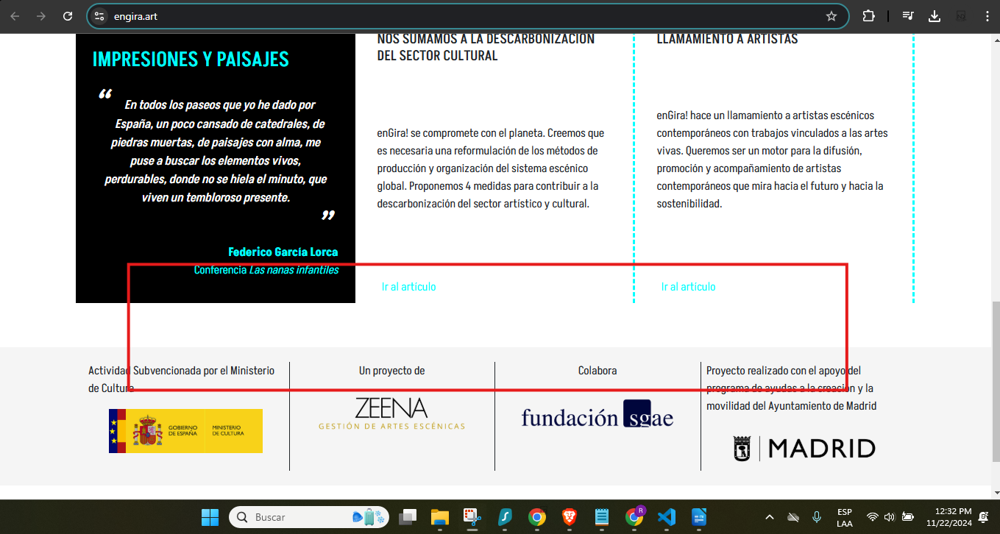 engira.art
IMPRESIONES Y PAISAJES
“
En todos los paseos que yo he dado por
España, un poco cansado de catedrales, de
piedras muertas, de paisajes con alma, me
puse a buscar los elementos vivos,
perdurables, donde no se hiela el minuto, que
viven un tembloroso presente.
”
Federico García Lorca
Conferencia Las nanas infantiles
NOS SUMAMOS A LA DESCARBONIZACIÓN
DEL SECTOR CULTURAL
enGira! se compromete con el planeta. Creemos que
es necesaria una reformulación de los métodos de
producción y organización del sistema escénico
global. Proponemos 4 medidas para contribuir a la
descarbonización del sector artístico y cultural.
Ir al artículo
LLAMAMIENTO A ARTISTAS
enGira! hace un llamamiento a artistas escénicos
contemporáneos con trabajos vinculados a las artes
vivas. Queremos ser un motor para la difusión,
promoción y acompañamiento de artistas
contemporáneos que mira hacia el futuro y hacia la
sostenibilidad.
Ir al artículo
Actividad Subvencionada por el Ministerio
de Cultura
GOBIERNO
DE ESPAÑA
MINISTERIO
DE CULTURA
Un proyecto de
ZEENA
GESTIÓN DE ARTES ESCÉNICAS
Colabora
fundación sgae
Proyecto realizado con el apoyo del
programa de ayudas a la creación y la
movilidad del Ayuntamiento de Madrid
MADRID
Buscar
R
ESP
LAA
12:32 PM
11/22/2024